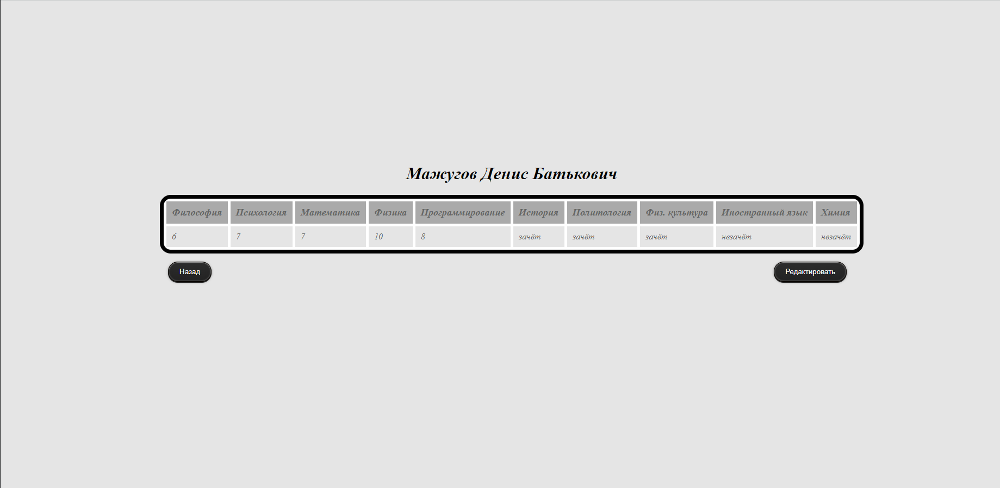 Мажугов Денис Батькович
Философия Психология Математика Физика Программирование История Политология Физ. культура Иностранный язык Химия
6 7 7 10 8 зачёт зачёт зачёт незачёт незачёт
Назад Редактировать